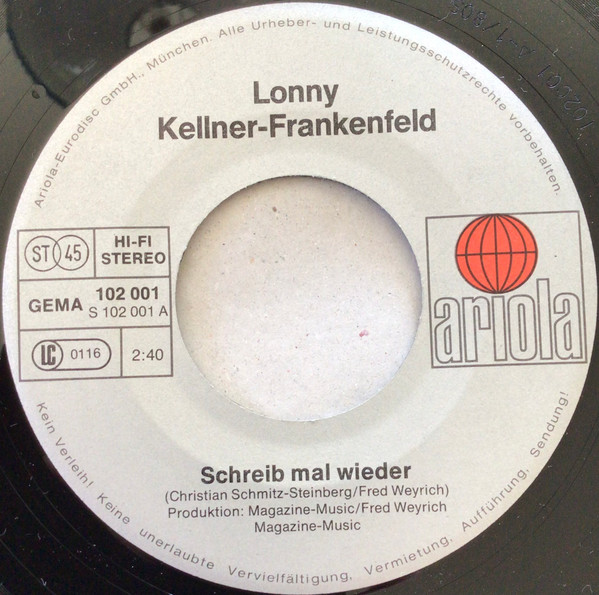 Ariola-Eurodisc GmbH., München. Alle Urheber- und Leistungsschutzrechte vorbehalten.
Lonny
Kellner-Frankenfeld
ST 45
HI-FI
STEREO
GEMA
102 001
S 102 001 A
LC 0116
2:40
ariola
Schreib mal wieder
(Christian Schmitz-Steinberg/Fred Weyrich)
Produktion: Magazine-Music/Fred Weyrich
Magazine-Music
Kein Verleih! Keine unerlaubte Vervielfältigung, Vermietung, Aufführung, Sendung!